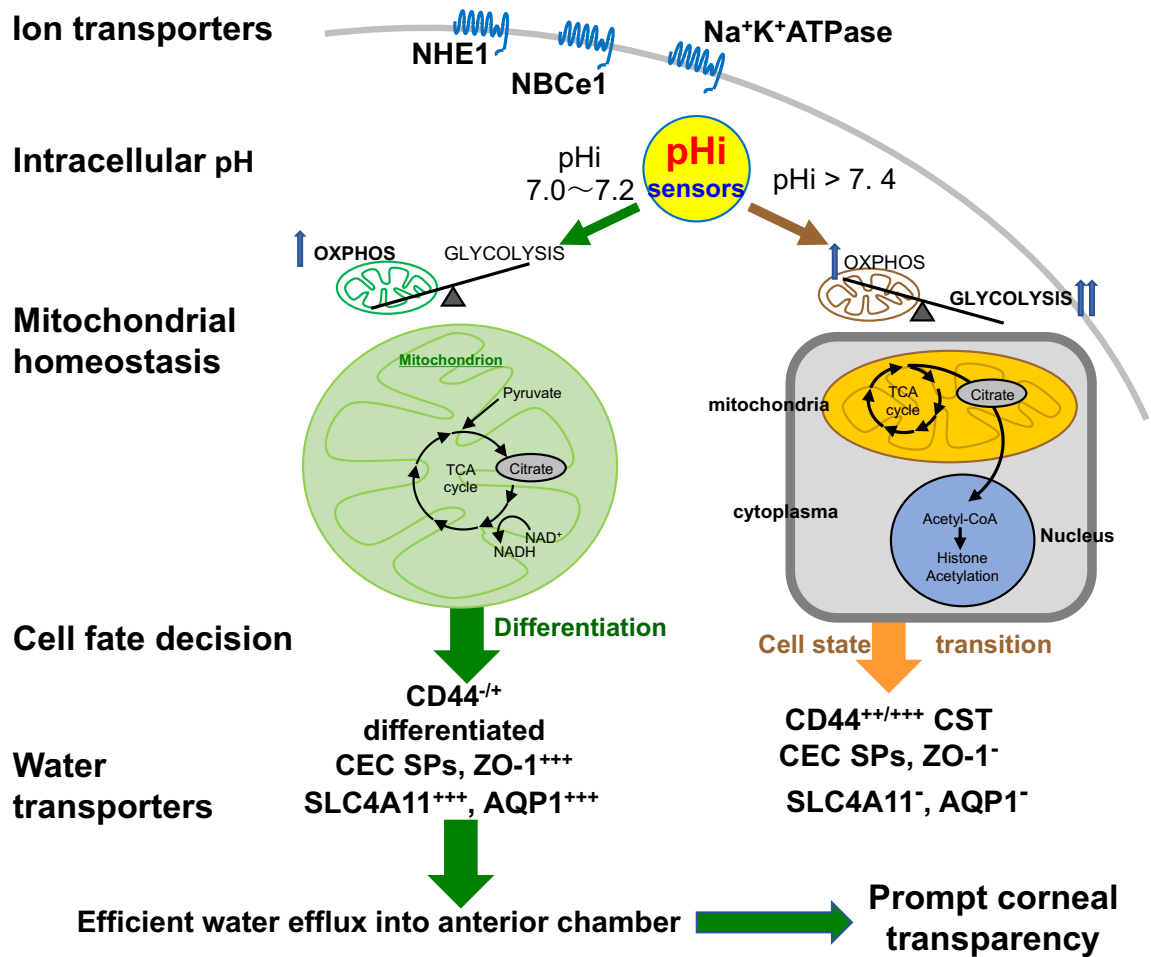 Ion transporters
NHE1
NBCe1
Na⁺K⁺ATPase
Intracellular pH
pHi
7.0～7.2
pHi
sensors
pHi > 7. 4
OXPHOS
GLYCOLYSIS
OXPHOS
GLYCOLYSIS
Mitochondrial
homeostasis
Mitochondrion
Pyruvate
TCA
cycle
Citrate
NAD⁺
NADH
mitochondria
TCA
cycle
Citrate
cytoplasma
Acetyl-CoA
Histone
Acetylation
Nucleus
Cell fate decision
Differentiation
Cell state transition
CD44⁻/⁺
differentiated
CEC SPs, ZO-1⁺⁺⁺
SLC4A11⁺⁺⁺, AQP1⁺⁺⁺
CD44⁺⁺/⁺⁺⁺ CST
CEC SPs, ZO-1⁻
SLC4A11⁻, AQP1⁻
Water
transporters
Efficient water efflux into anterior chamber
Prompt corneal
transparency